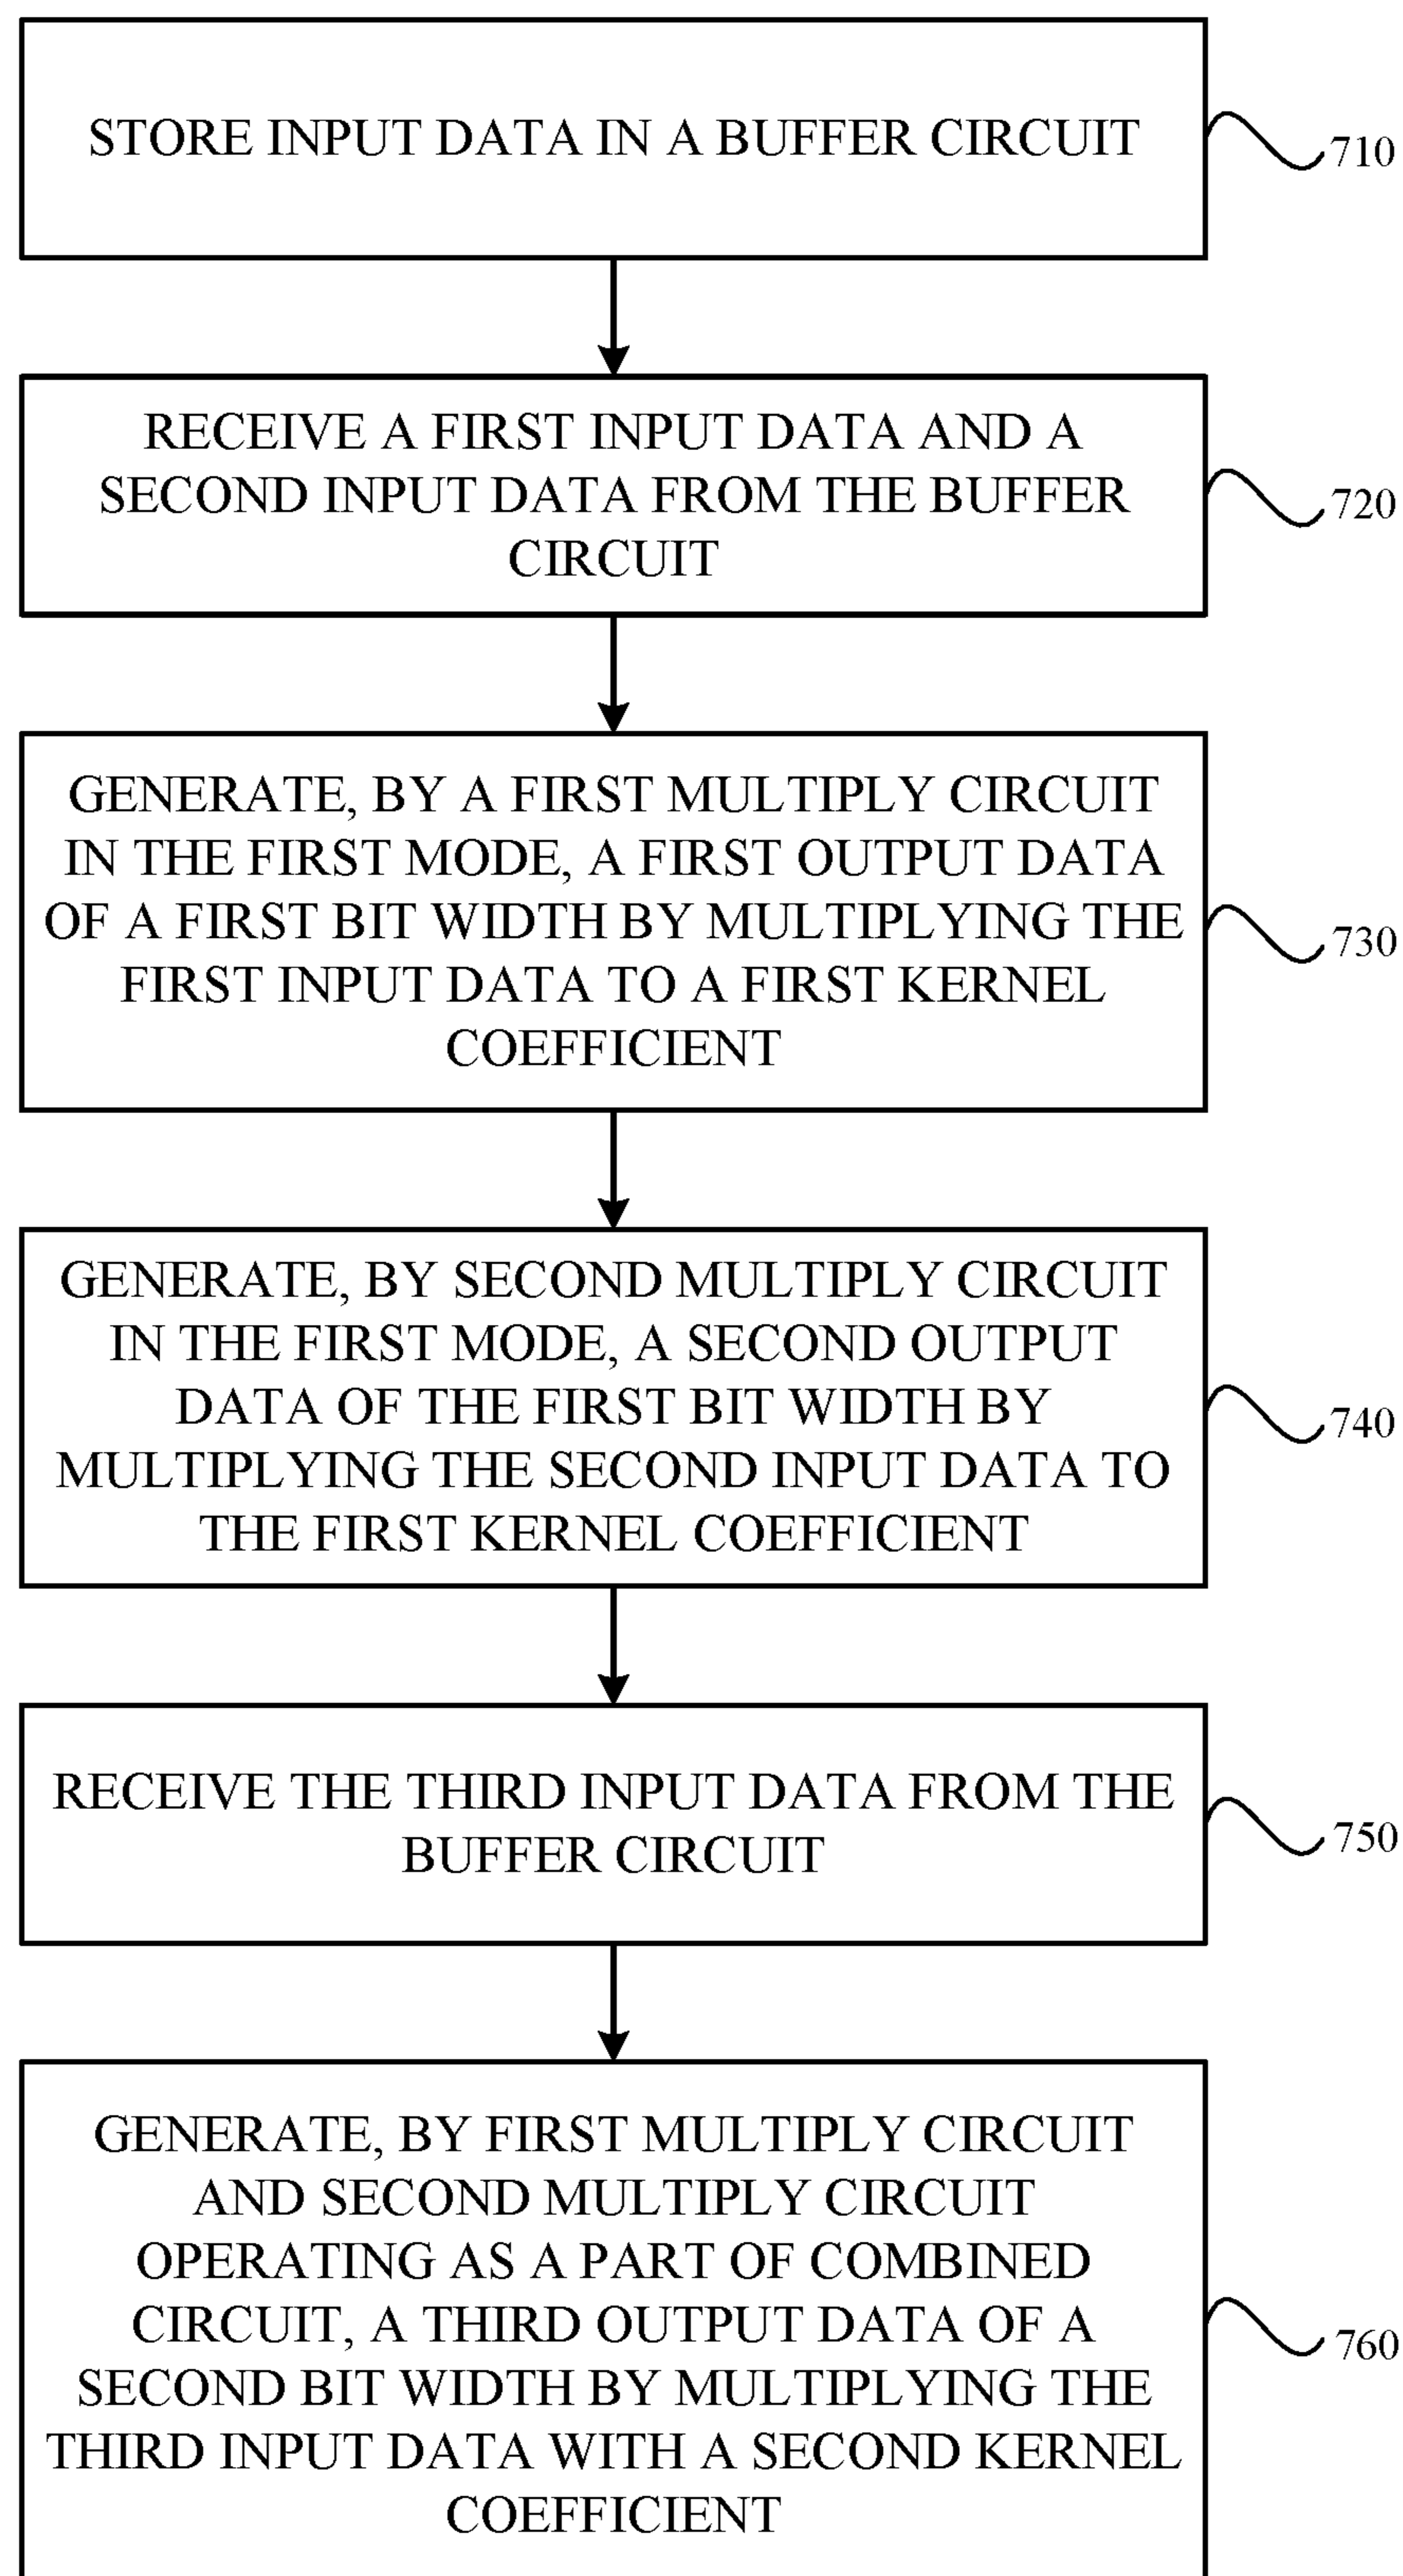 STORE INPUT DATA IN A BUFFER CIRCUIT
710
RECEIVE A FIRST INPUT DATA AND A
SECOND INPUT DATA FROM THE BUFFER
CIRCUIT
720
GENERATE, BY A FIRST MULTIPLY CIRCUIT
IN THE FIRST MODE, A FIRST OUTPUT DATA
OF A FIRST BIT WIDTH BY MULTIPLYING THE
FIRST INPUT DATA TO A FIRST KERNEL
COEFFICIENT
730
GENERATE, BY SECOND MULTIPLY CIRCUIT
IN THE FIRST MODE, A SECOND OUTPUT
DATA OF THE FIRST BIT WIDTH BY
MULTIPLYING THE SECOND INPUT DATA TO
THE FIRST KERNEL COEFFICIENT
740
RECEIVE THE THIRD INPUT DATA FROM THE
BUFFER CIRCUIT
750
GENERATE, BY FIRST MULTIPLY CIRCUIT
AND SECOND MULTIPLY CIRCUIT
OPERATING AS A PART OF COMBINED
CIRCUIT, A THIRD OUTPUT DATA OF A
SECOND BIT WIDTH BY MULTIPLYING THE
THIRD INPUT DATA WITH A SECOND KERNEL
COEFFICIENT
760